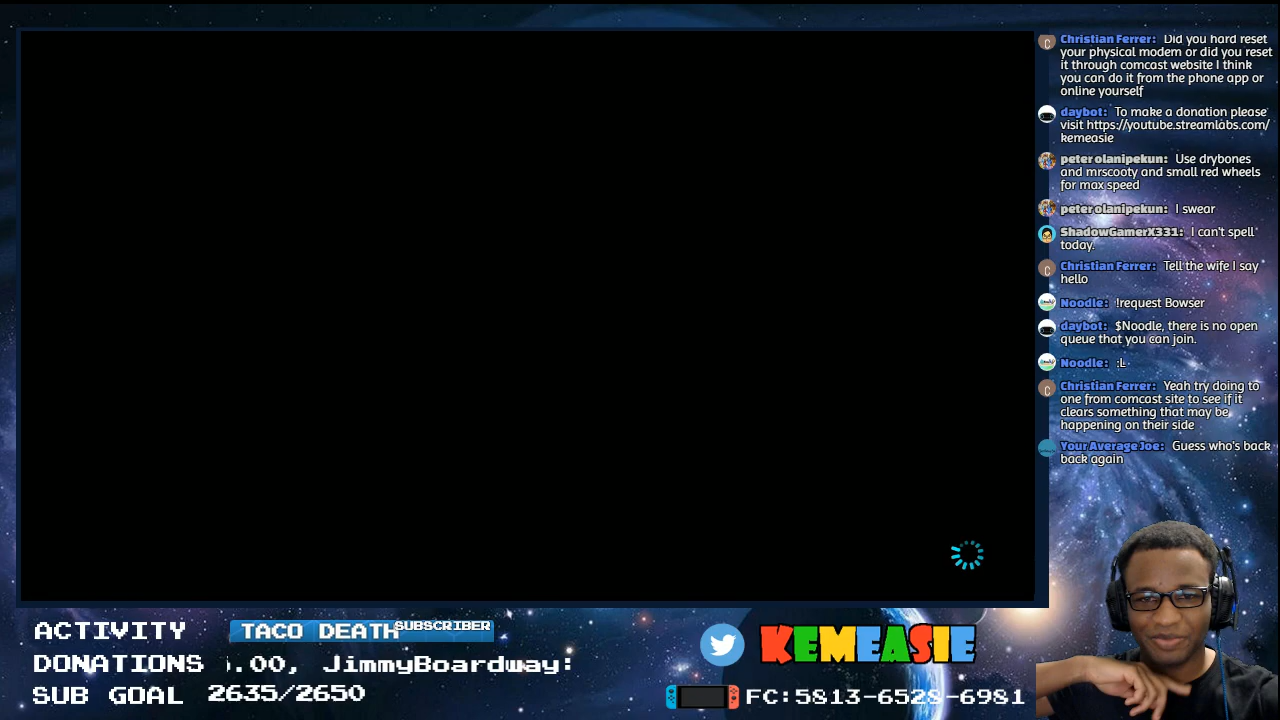 Christian Ferrer: Did you hard reset
your physical modem or did you reset
it through comcast website I think
you can do it from the phone app or
online yourself
daybot: To make a donation please
visit https://youtube.streamlabs.com/
kemeasie
peter olanipekun: Use drybones
and mrscooty and small red wheels
for max speed
peter olanipekun: I swear
ShadowGamerX331: I can't spell
today.
Christian Ferrer: Tell the wife I say
hello
Noodle: !request Bowser
daybot: $Noodle, there is no open
queue that you can join.
Noodle: :L
Christian Ferrer: Yeah try doing to
one from comcast site to see if it
clears something that may be
happening on their side
Your Average Joe: Guess who's back
back again
ACTIVITY TACO DEATH SUBSCRIBER
DONATIONS .00, JimmyBoardway:
SUB GOAL 2635/2650
KEMEASIE
FC:5813-6528-6981